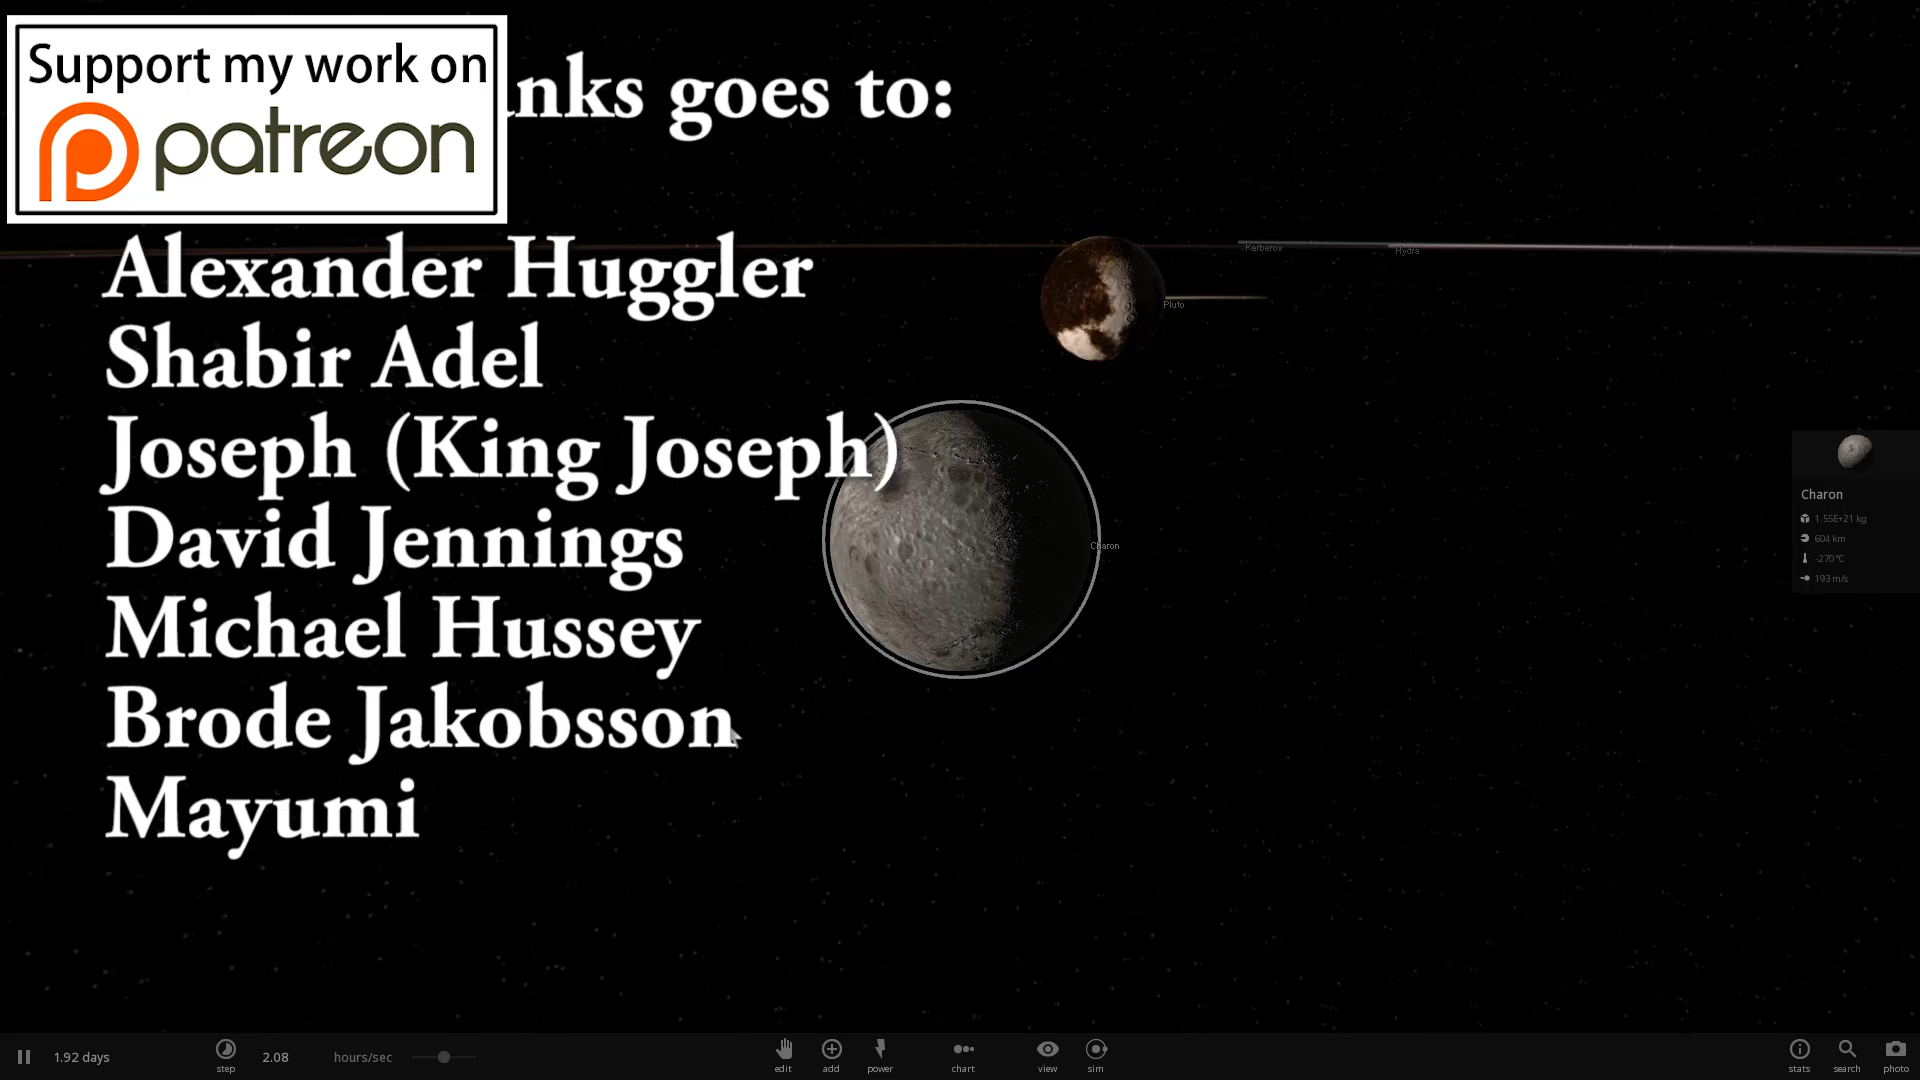 Support my work on
patreon
nks goes to:
Alexander Huggler
Shabir Adel
Joseph (King Joseph)
David Jennings
Michael Hussey
Brode Jakobsson
Mayumi
Kerberos
Hydra
Pluto
Charon
Charon
1.55E+21 kg
604 km
-270 °C
193 m/s
1.92 days
step
2.08
hours/sec
edit
add
power
chart
view
sim
stats
search
photo